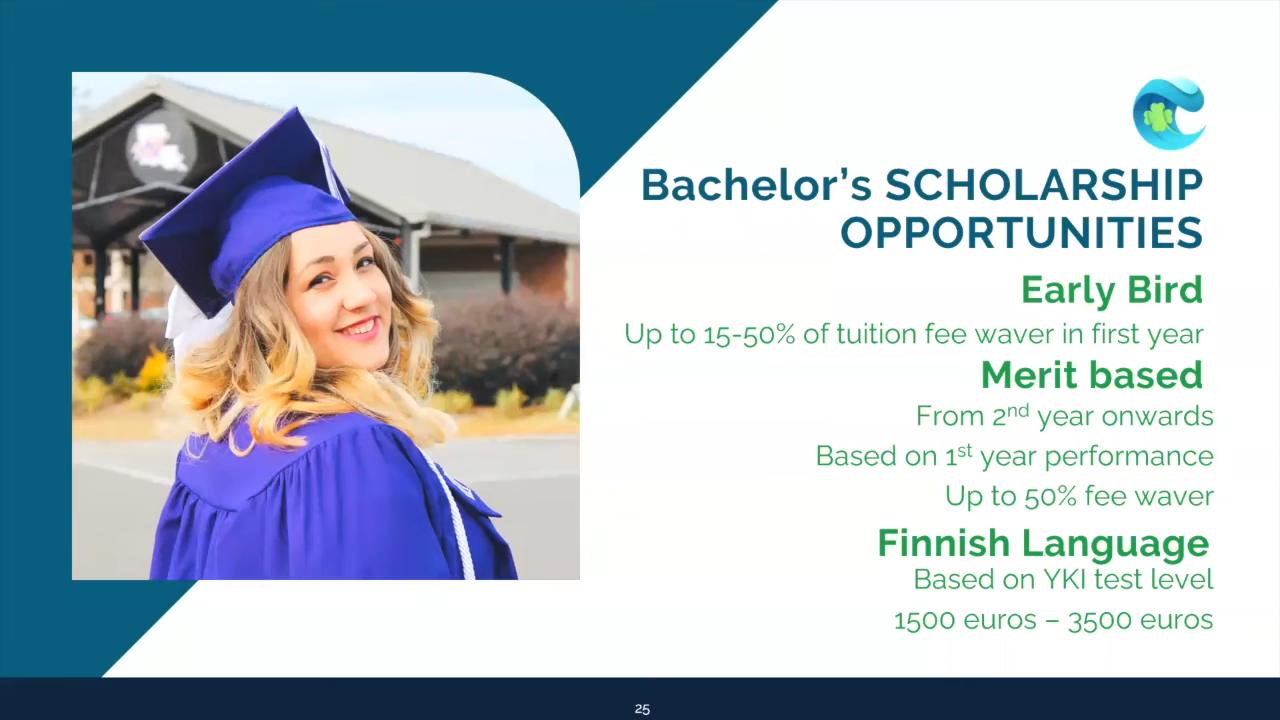 Bachelor's SCHOLARSHIP
OPPORTUNITIES
Early Bird
Up to 15-50% of tuition fee waver in first year
Merit based
From 2nd year onwards
Based on 1st year performance
Up to 50% fee waver
Finnish Language
Based on YKI test level
1500 euros – 3500 euros
25